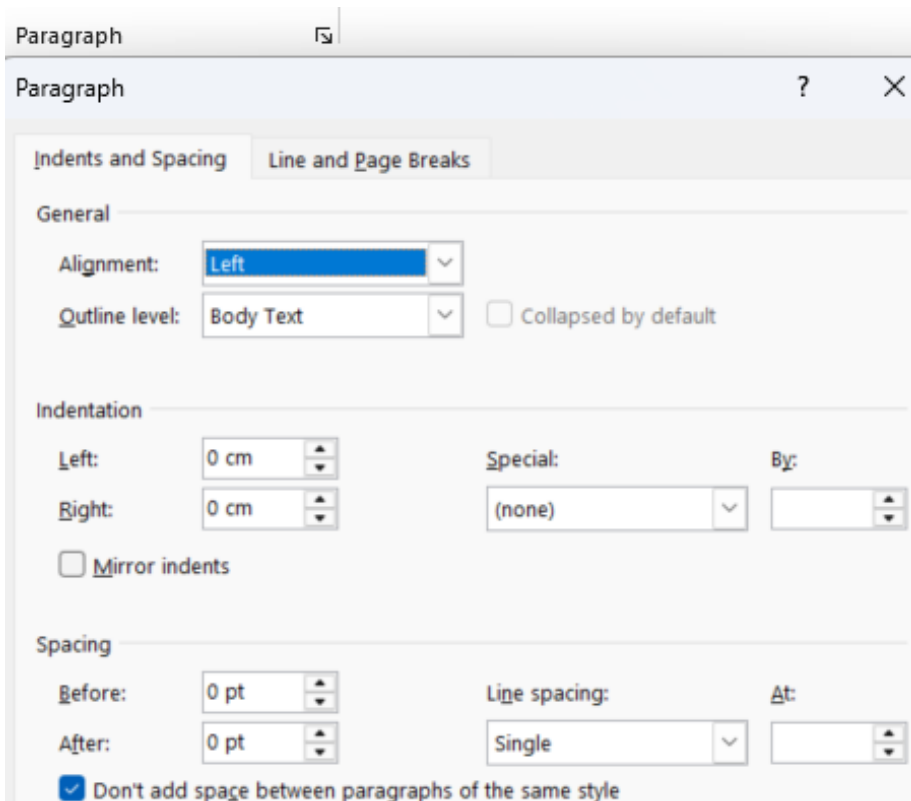 Paragraph
Paragraph ?
Indents and Spacing Line and Page Breaks
General
Alignment: Left
Outline level: Body Text Collapsed by default
Indentation
Left: 0 cm Special: By:
Right: 0 cm (none)
Mirror indents
Spacing
Before: 0 pt Line spacing: At:
After: 0 pt Single
Don't add space between paragraphs of the same style